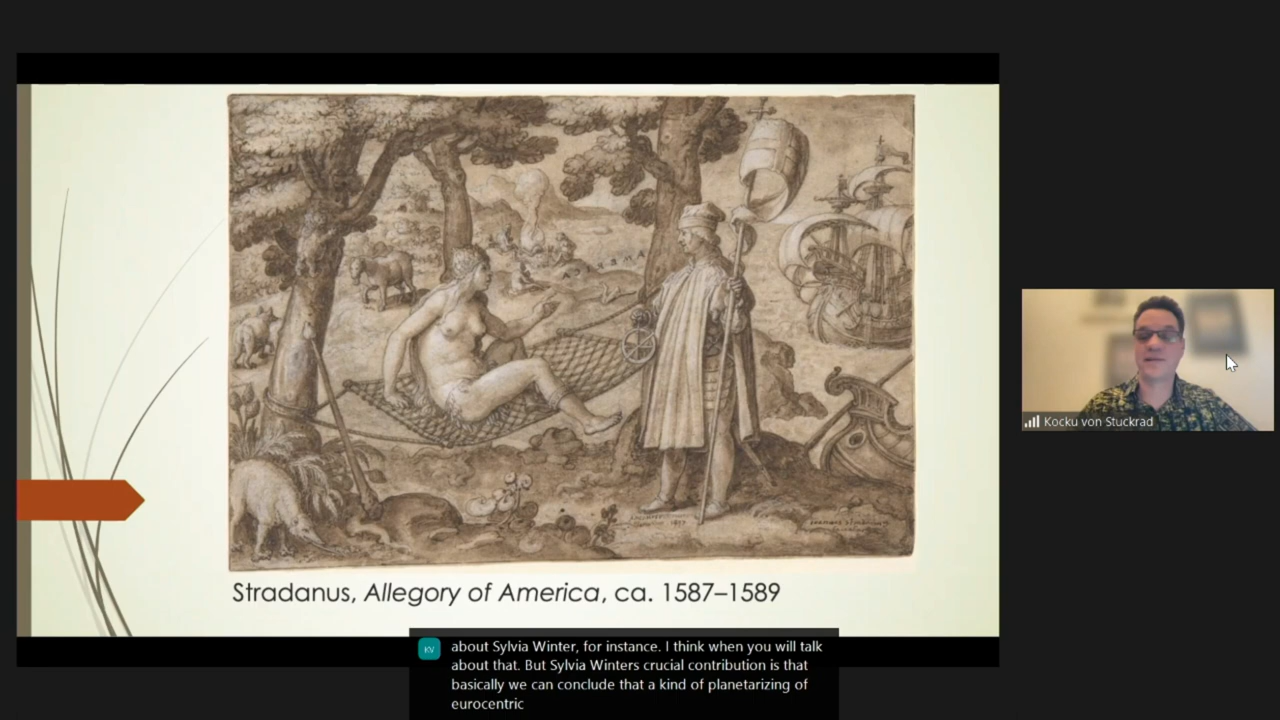 Stradanus, Allegory of America, ca. 1587–1589
Kocku von Stuckrad
KV
about Sylvia Winter, for instance. I think when you will talk
about that. But Sylvia Winters crucial contribution is that
basically we can conclude that a kind of planetarizing of
eurocentric